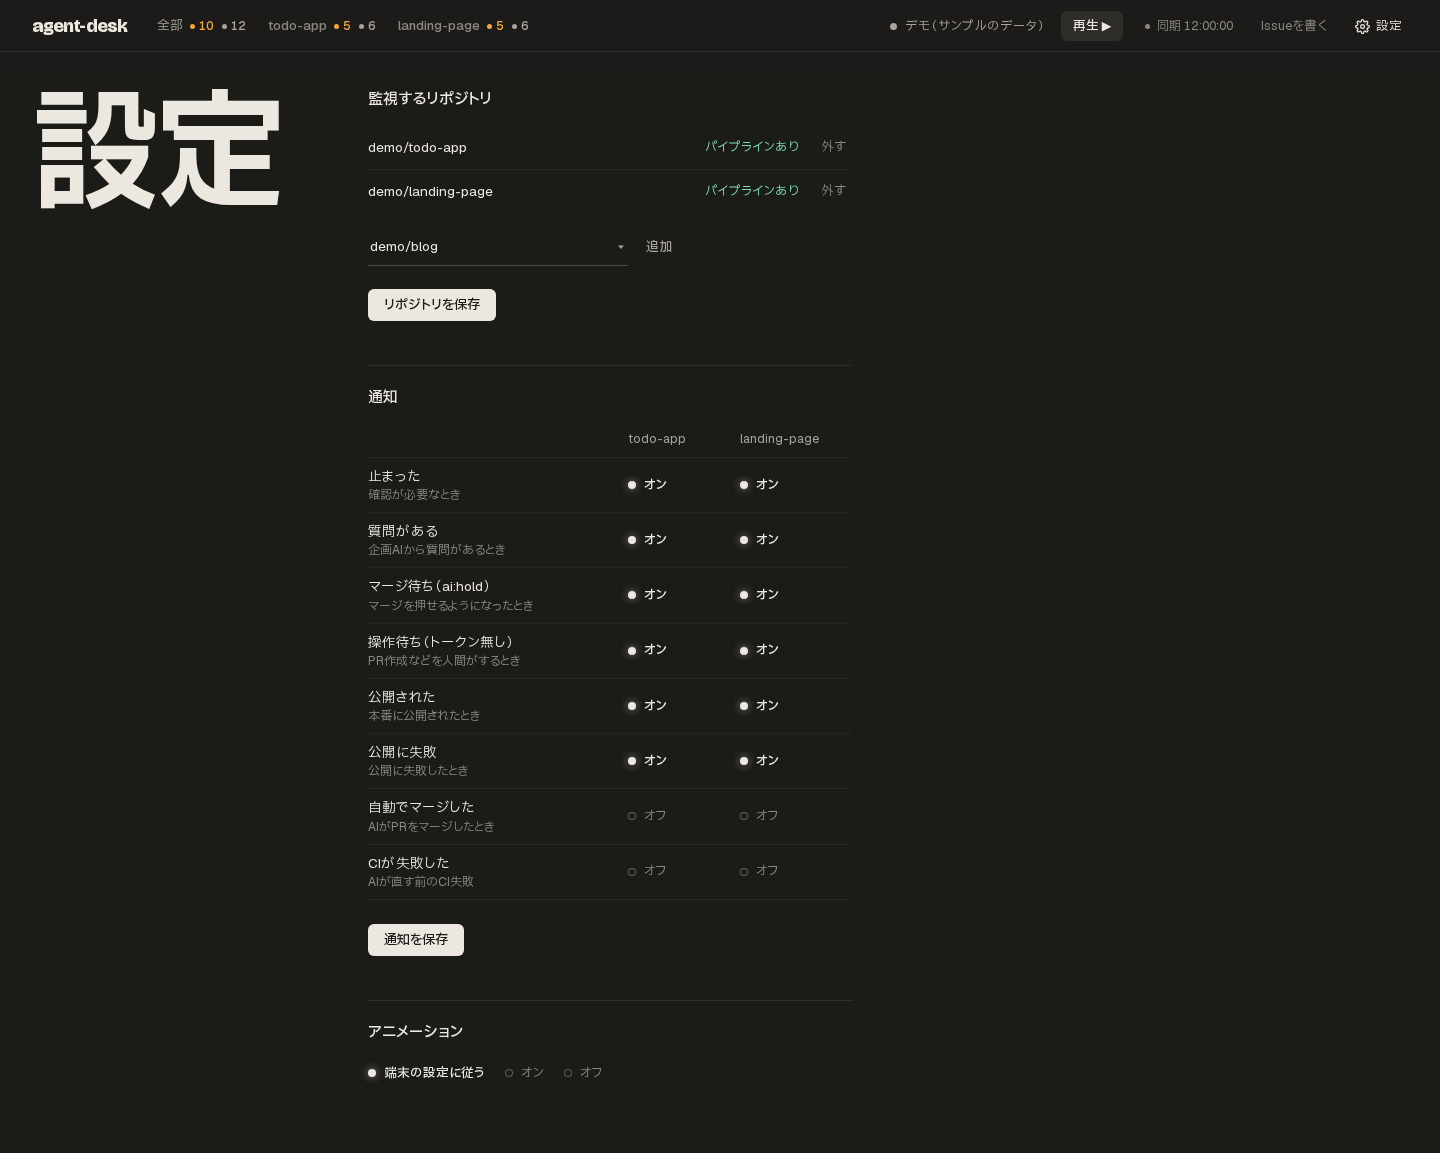 agent-desk 全部 10 12 todo-app 5 6 landing-page 5 6 デモ（サンプルのデータ） 再生 ▶ 同期 12:00:00 Issueを書く 設定
設定
監視するリポジトリ
demo/todo-app パイプラインあり 外す
demo/landing-page パイプラインあり 外す
demo/blog 追加
リポジトリを保存
通知
todo-app landing-page
止まった
確認が必要なとき
オン オン
質問がある
企画AIから質問があるとき
オン オン
マージ待ち（ai:hold）
マージを押せるようになったとき
オン オン
操作待ち（トークン無し）
PR作成などを人間がするとき
オン オン
公開された
本番に公開されたとき
オン オン
公開に失敗
公開に失敗したとき
オン オン
自動でマージした
AIがPRをマージしたとき
オフ オフ
CIが失敗した
AIが直す前のCI失敗
オフ オフ
通知を保存
アニメーション
端末の設定に従う オン オフ